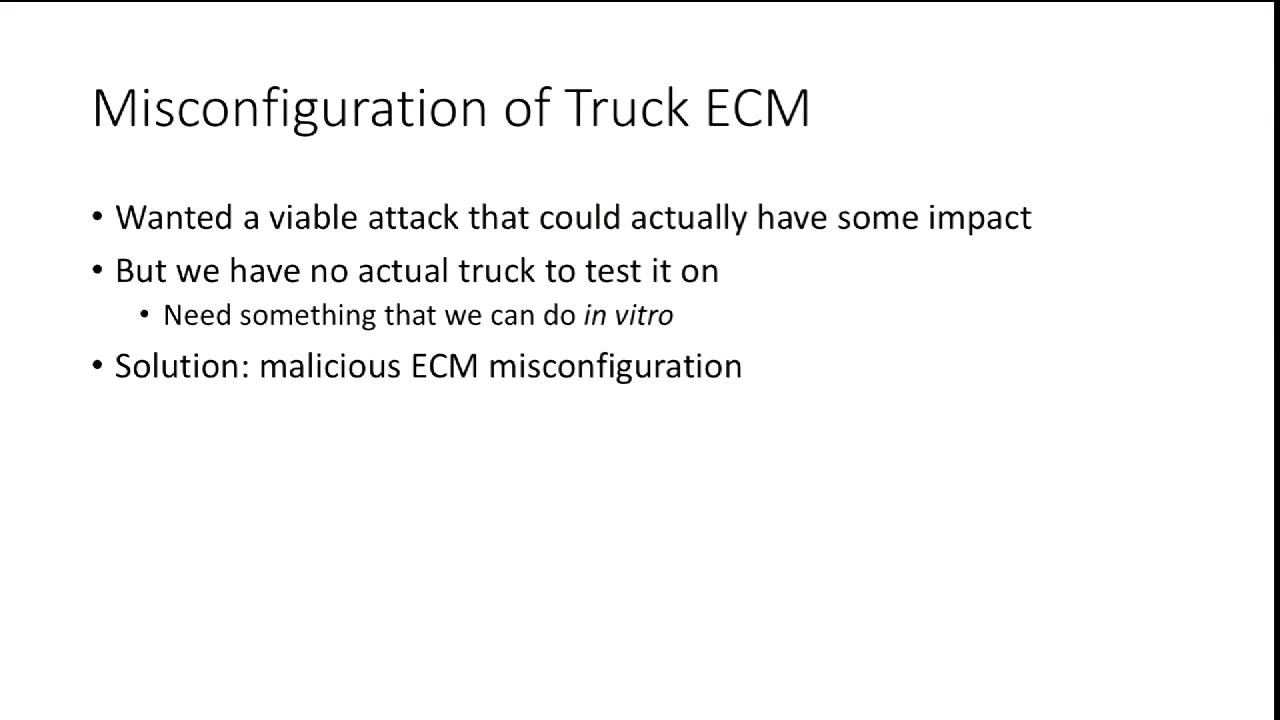 Misconfiguration of Truck ECM
• Wanted a viable attack that could actually have some impact
• But we have no actual truck to test it on
• Need something that we can do in vitro
• Solution: malicious ECM misconfiguration